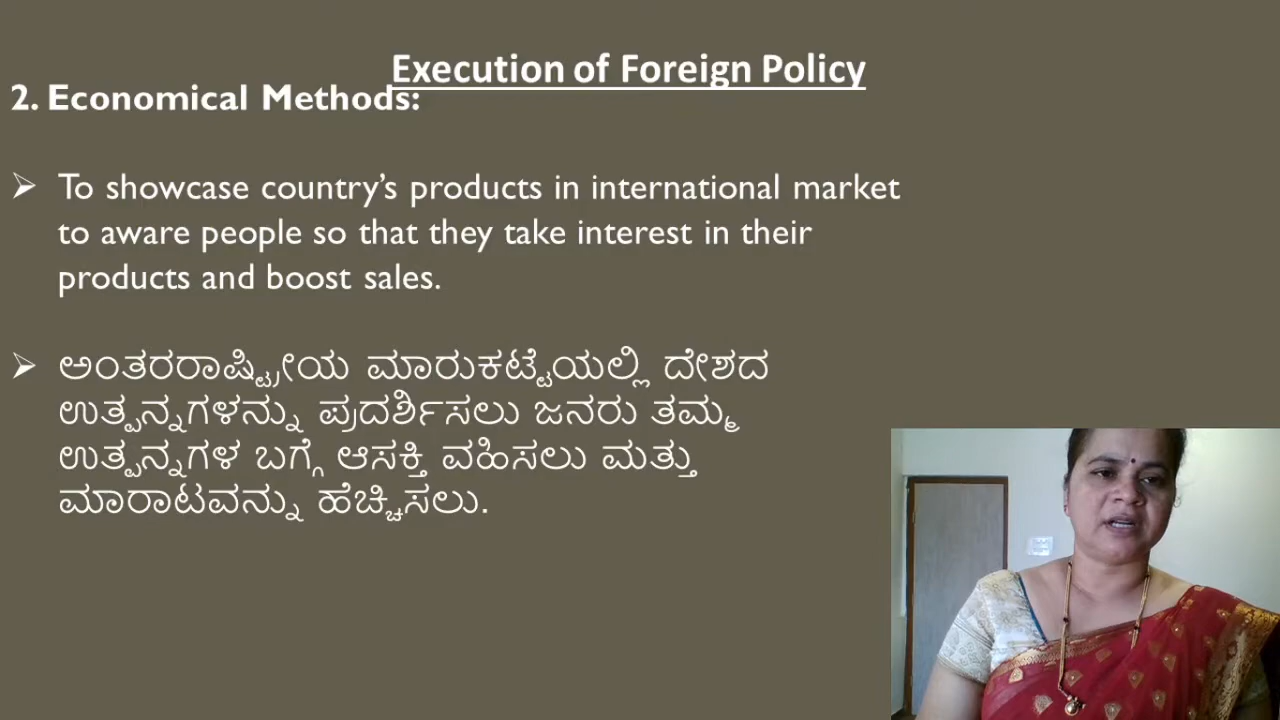 Execution of Foreign Policy
2. Economical Methods:
➢ To showcase country's products in international market
to aware people so that they take interest in their
products and boost sales.
➢ ಅಂತರರಾಷ್ಟ್ರೀಯ ಮಾರುಕಟ್ಟೆಯಲ್ಲಿ ದೇಶದ
ಉತ್ಪನ್ನಗಳನ್ನು ಪ್ರದರ್ಶಿಸಲು ಜನರು ತಮ್ಮ
ಉತ್ಪನ್ನಗಳ ಬಗ್ಗೆ ಆಸಕ್ತಿ ವಹಿಸಲು ಮತ್ತು
ಮಾರಾಟವನ್ನು ಹೆಚ್ಚಿಸಲು.